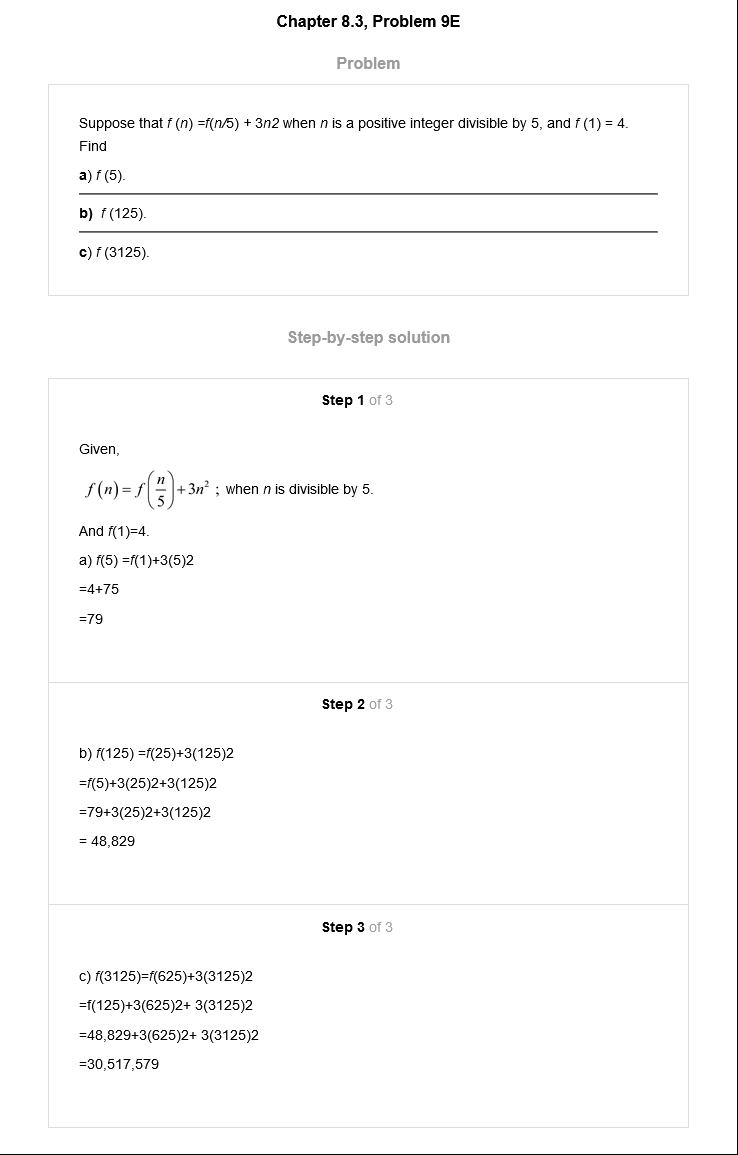 Chapter 8.3, Problem 9E
Problem
Suppose that f (n) =f(n/5) + 3n2 when n is a positive integer divisible by 5, and f (1) = 4.
Find
a) f (5).
b) f (125).
c) f (3125).
Step-by-step solution
Step 1 of 3
Given,
f(n) = f(n/5) + 3n² ; when n is divisible by 5.
And f(1)=4.
a) f(5) =f(1)+3(5)2
=4+75
=79
Step 2 of 3
b) f(125) =f(25)+3(125)2
=f(5)+3(25)2+3(125)2
=79+3(25)2+3(125)2
= 48,829
Step 3 of 3
c) f(3125)=f(625)+3(3125)2
=f(125)+3(625)2+ 3(3125)2
=48,829+3(625)2+ 3(3125)2
=30,517,579